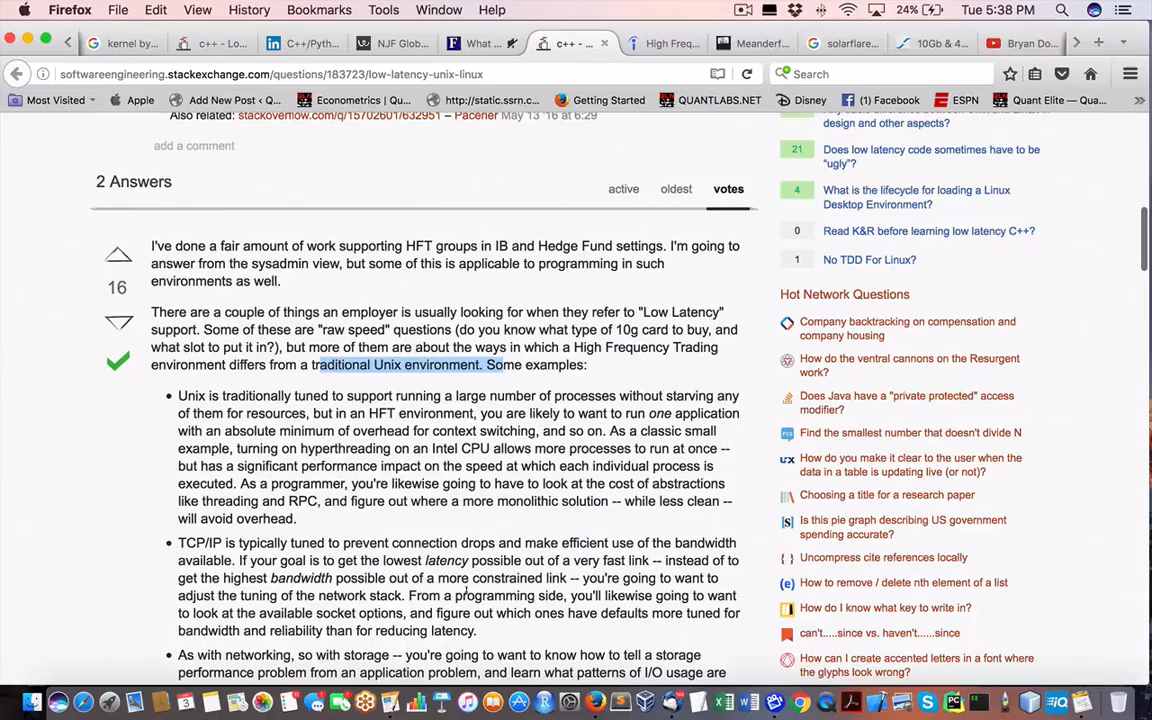 Firefox File Edit View History Bookmarks Tools Window Help 24% Tue 5:38 PM
kernel by... c++ - Lo... C++/Pytho... NJF Glob... What ... c++ - ... High Freq... Meanderf... solarflare... 10Gb & 4... Bryan Do...
softwareengineering.stackexchange.com/questions/183723/low-latency-unix-linux Search
Most Visited Apple Add New Post ‹ Q... Econometrics | Qu... http://static.ssrn.c... Getting Started QUANTLABS.NET Disney (1) Facebook ESPN Quant Elite — Qua...
Also related: stackoverflow.com/q/15702601/632951 – Pacerier May 13 '16 at 6:29
add a comment
2 Answers
active oldest votes
I've done a fair amount of work supporting HFT groups in IB and Hedge Fund settings. I'm going to
answer from the sysadmin view, but some of this is applicable to programming in such
environments as well.
16
There are a couple of things an employer is usually looking for when they refer to "Low Latency"
support. Some of these are "raw speed" questions (do you know what type of 10g card to buy, and
what slot to put it in?), but more of them are about the ways in which a High Frequency Trading
environment differs from a traditional Unix environment. Some examples:
• Unix is traditionally tuned to support running a large number of processes without starving any
of them for resources, but in an HFT environment, you are likely to want to run one application
with an absolute minimum of overhead for context switching, and so on. As a classic small
example, turning on hyperthreading on an Intel CPU allows more processes to run at once --
but has a significant performance impact on the speed at which each individual process is
executed. As a programmer, you're likewise going to have to look at the cost of abstractions
like threading and RPC, and figure out where a more monolithic solution -- while less clean --
will avoid overhead.
• TCP/IP is typically tuned to prevent connection drops and make efficient use of the bandwidth
available. If your goal is to get the lowest latency possible out of a very fast link -- instead of to
get the highest bandwidth possible out of a more constrained link -- you're going to want to
adjust the tuning of the network stack. From a programming side, you'll likewise going to want
to look at the available socket options, and figure out which ones have defaults more tuned for
bandwidth and reliability than for reducing latency.
• As with networking, so with storage -- you're going to want to know how to tell a storage
performance problem from an application problem, and learn what patterns of I/O usage are
design and other aspects?
21 Does low latency code sometimes have to be
"ugly"?
4 What is the lifecycle for loading a Linux
Desktop Environment?
0 Read K&R before learning low latency C++?
1 No TDD For Linux?
Hot Network Questions
Company backtracking on compensation and
company housing
How do the ventral cannons on the Resurgent
work?
Does Java have a "private protected" access
modifier?
Find the smallest number that doesn't divide N
How do you make it clear to the user when the
data in a table is updating live (or not)?
Choosing a title for a research paper
Is this pie graph describing US government
spending accurate?
Uncompress cite references locally
How to remove / delete nth element of a list
How do I know what key to write in?
can't.....since vs. haven't......since
How can I create accented letters in a font where
the glyphs look wrong?